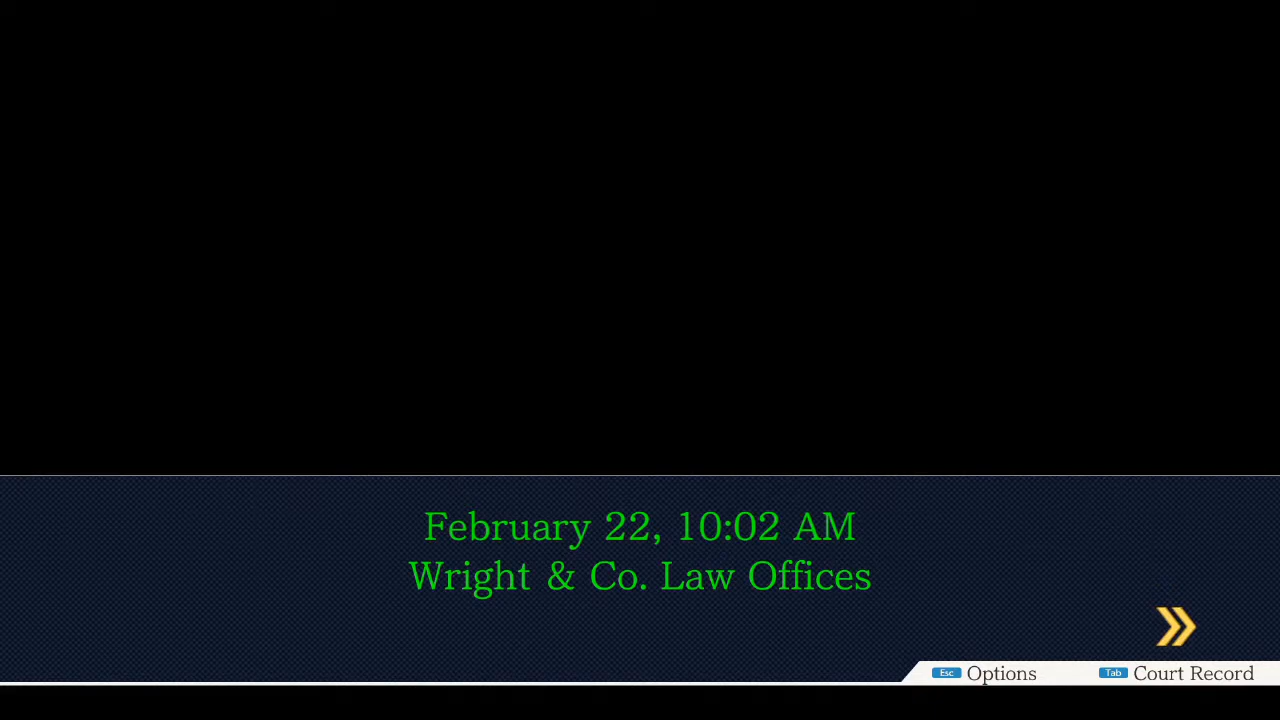 February 22, 10:02 AM
Wright & Co. Law Offices
Esc Options Tab Court Record